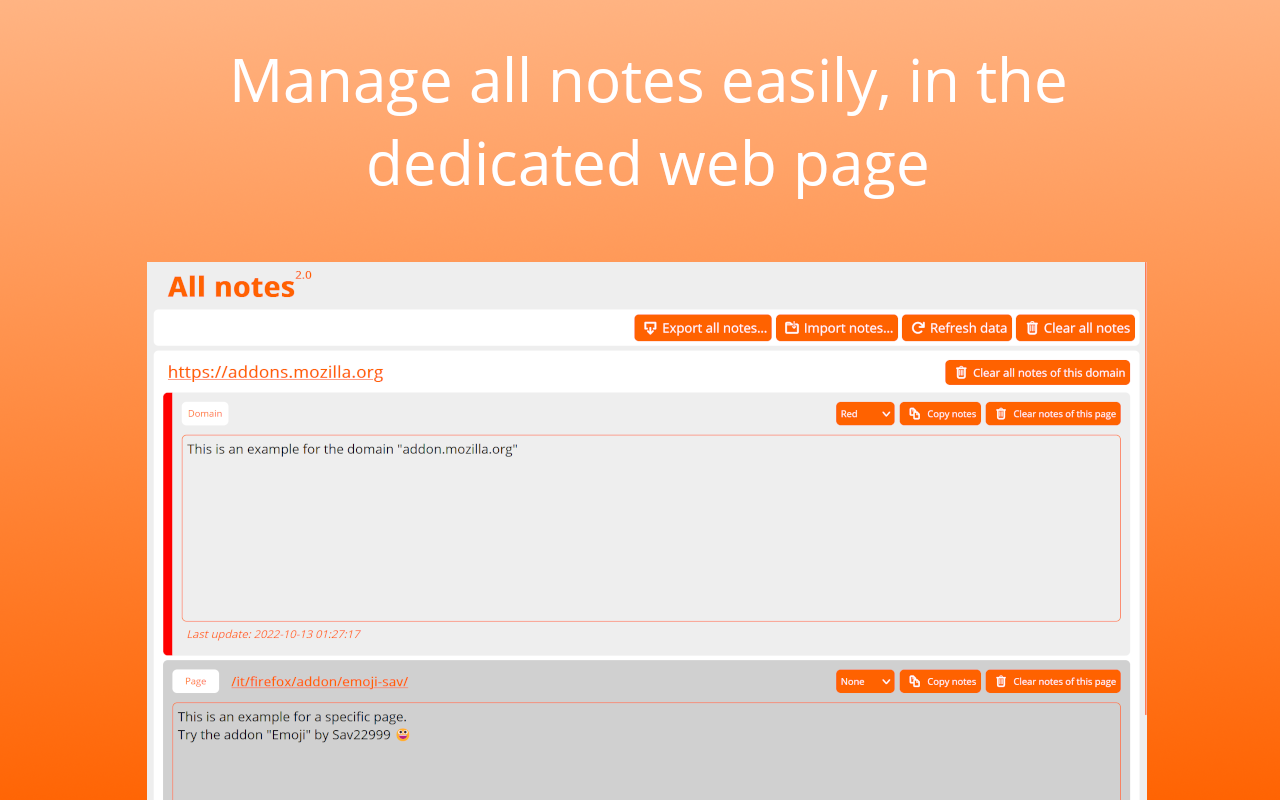 Manage all notes easily, in the
dedicated web page
All notes 2.0
Export all notes... Import notes... Refresh data Clear all notes
https://addons.mozilla.org Clear all notes of this domain
Domain Red Copy notes Clear notes of this page
This is an example for the domain "addon.mozilla.org"
Last update: 2022-10-13 01:27:17
Page /it/firefox/addon/emoji-sav/ None Copy notes Clear notes of this page
This is an example for a specific page.
Try the addon "Emoji" by Sav22999 😀